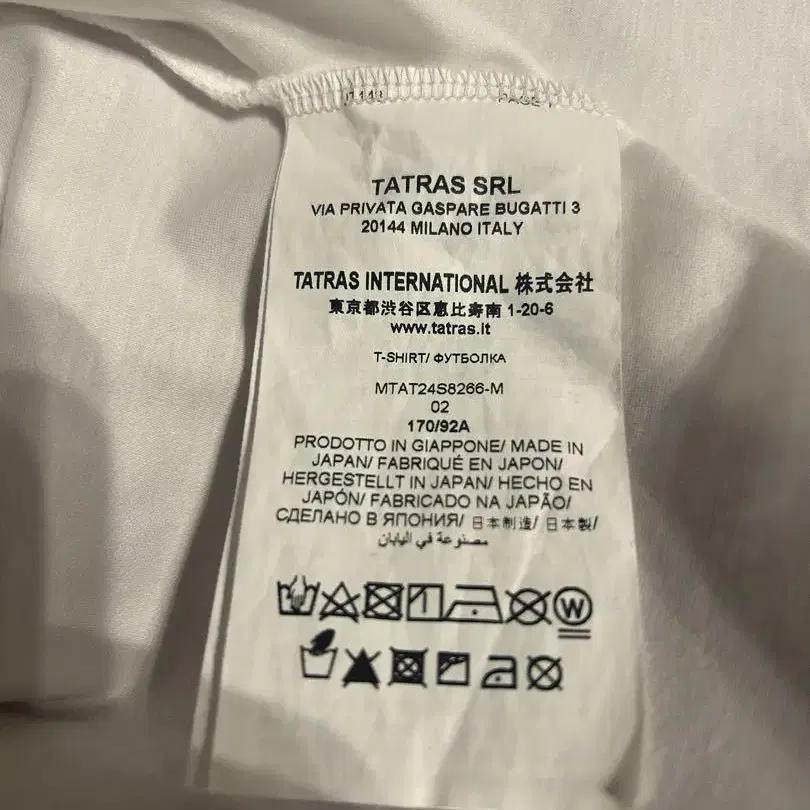 TATRAS SRL
VIA PRIVATA GASPARE BUGATTI 3
20144 MILANO ITALY
TATRAS INTERNATIONAL 株式会社
東京都渋谷区恵比寿南 1-20-6
www.tatras.it
T-SHIRT/ ФУТБОЛКА
MTAT24S8266-M
02
170/92A
PRODOTTO IN GIAPPONE/ MADE IN
JAPAN/ FABRIQUÉ EN JAPON/
HERGESTELLT IN JAPAN/ HECHO EN
JAPÓN/ FABRICADO NA JAPÃO/
СДЕЛАНО В ЯПОНИЯ/ 日本制造/ 日本製/
مصنوعة في اليابان
W